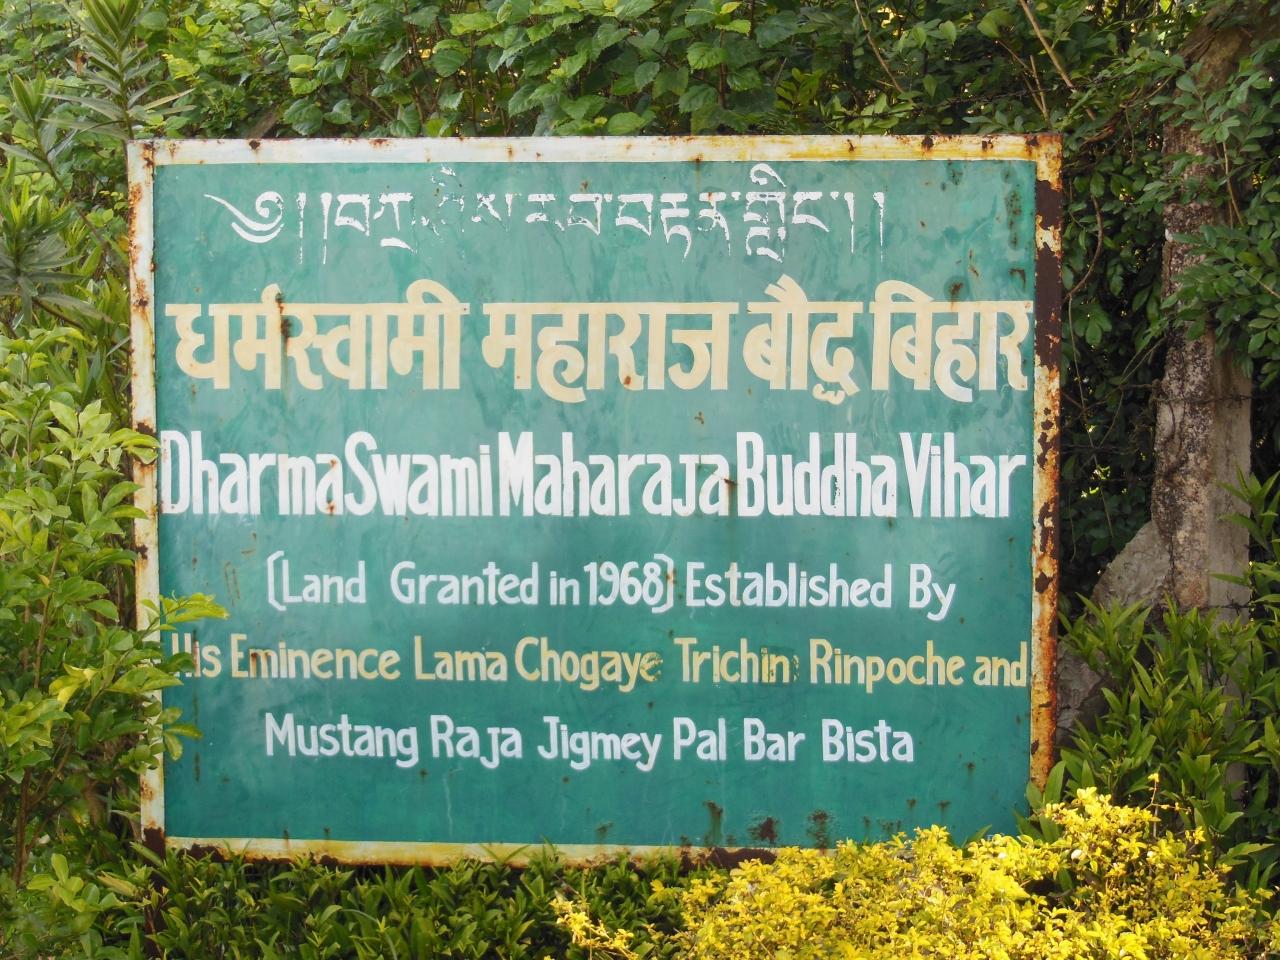 ༄།།བཀྲ་ཤིས་རབ་བརྟན་གླིང་།།
धर्मस्वामी महाराज बौद्ध बिहार
Dharma Swami Maharaja Buddha Vihar
(Land Granted in 1968) Established By
His Eminence Lama Chogaye Trichin Rinpoche and
Mustang Raja Jigmey Pal Bar Bista